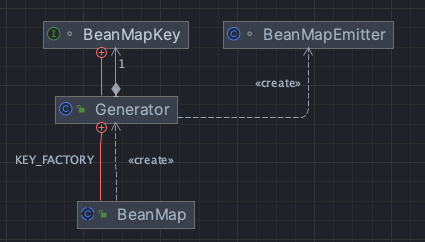 BeanMapKey
BeanMapEmitter
1
«create»
Generator
KEY_FACTORY
«create»
BeanMap